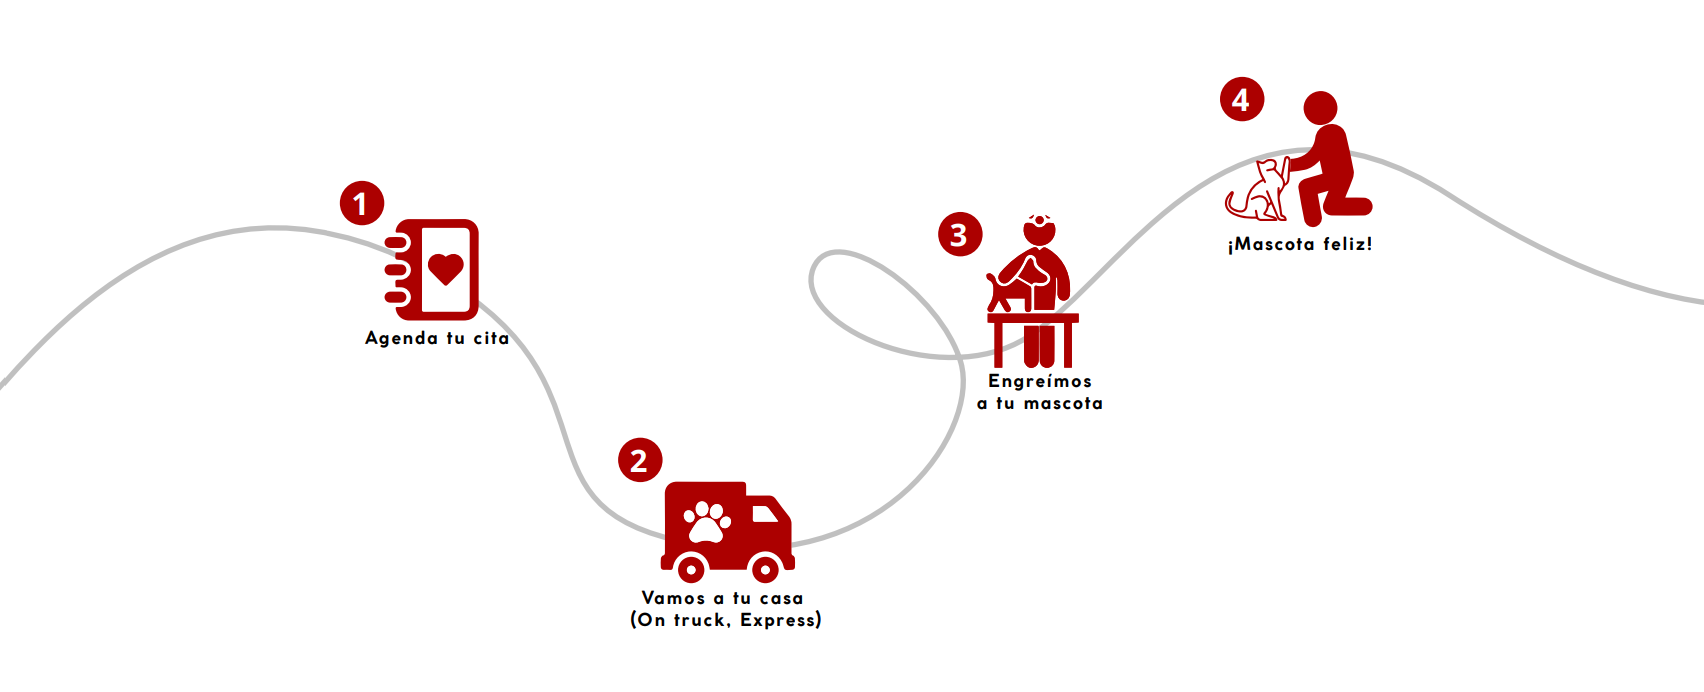 1
Agenda tu cita
2
Vamos a tu casa
(On truck, Express)
3
Engreímos
a tu mascota
4
¡Mascota feliz!